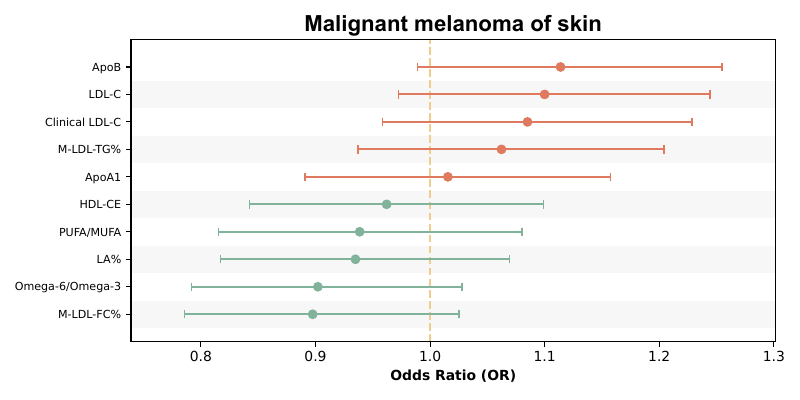 Malignant melanoma of skin
ApoB
LDL-C
Clinical LDL-C
M-LDL-TG%
ApoA1
HDL-CE
PUFA/MUFA
LA%
Omega-6/Omega-3
M-LDL-FC%
0.8 0.9 1.0 1.1 1.2 1.3
Odds Ratio (OR)